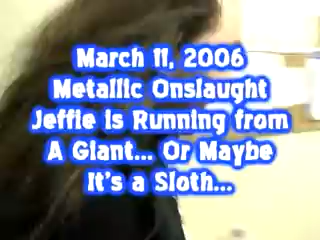 March 11, 2006
Metallic Onslaught
Jeffie is Running from
A Giant... Or Maybe
It's a Sloth...